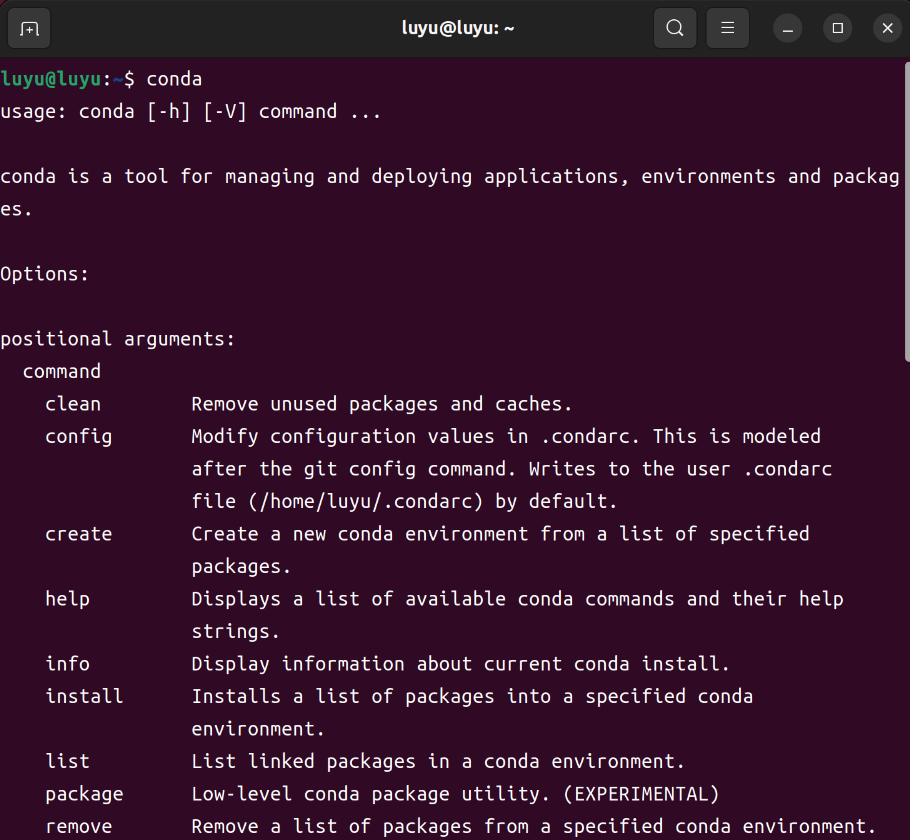 luyu@luyu: ~
luyu@luyu:~$ conda
usage: conda [-h] [-V] command ...
conda is a tool for managing and deploying applications, environments and packag
es.
Options:
positional arguments:
  command
    clean        Remove unused packages and caches.
    config       Modify configuration values in .condarc. This is modeled
                 after the git config command. Writes to the user .condarc
                 file (/home/luyu/.condarc) by default.
    create       Create a new conda environment from a list of specified
                 packages.
    help         Displays a list of available conda commands and their help
                 strings.
    info         Display information about current conda install.
    install      Installs a list of packages into a specified conda
                 environment.
    list         List linked packages in a conda environment.
    package      Low-level conda package utility. (EXPERIMENTAL)
    remove       Remove a list of packages from a specified conda environment.